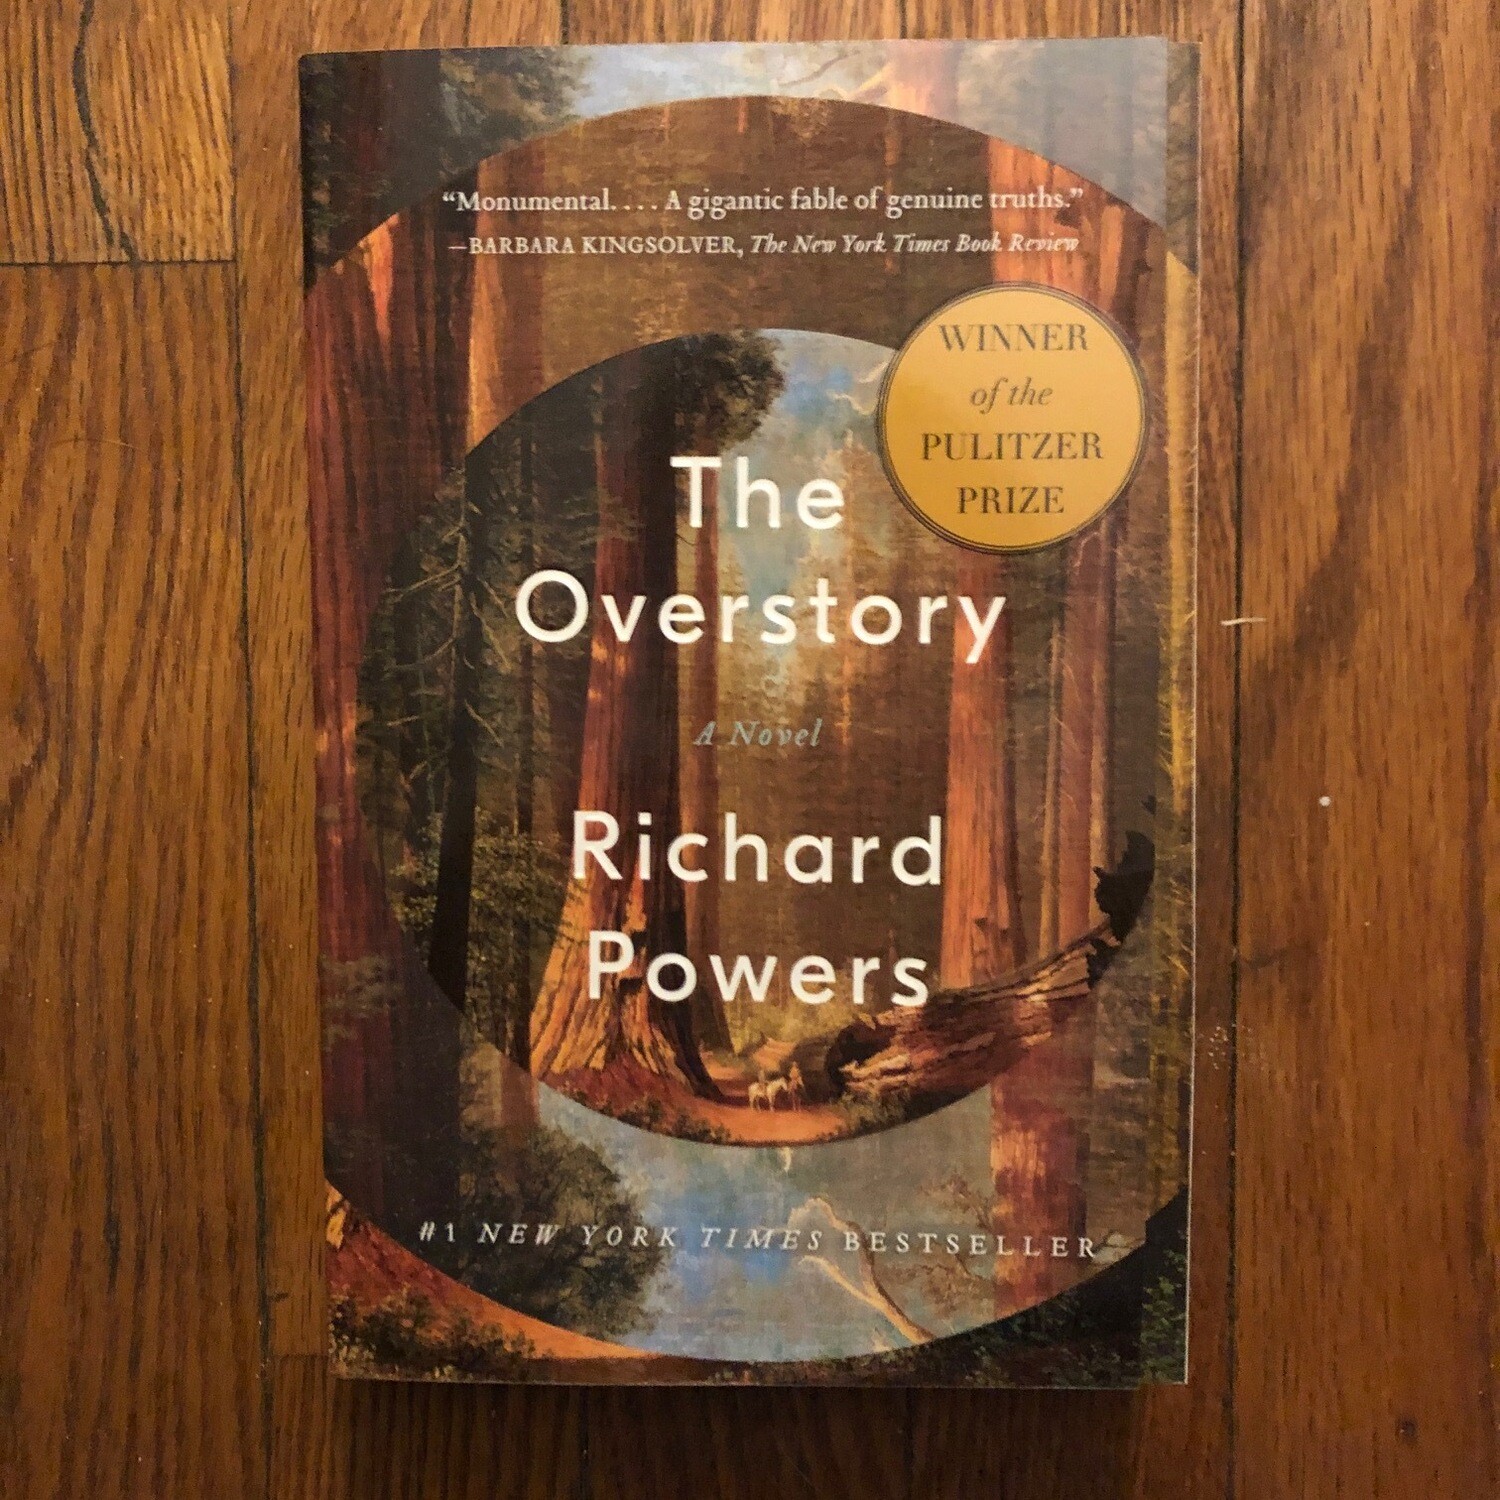 “Monumental. . . . A gigantic fable of genuine truths.”
—BARBARA KINGSOLVER, The New York Times Book Review
WINNER
of the
PULITZER
PRIZE
The
Overstory
A Novel
Richard
Powers
#1 NEW YORK TIMES BESTSELLER